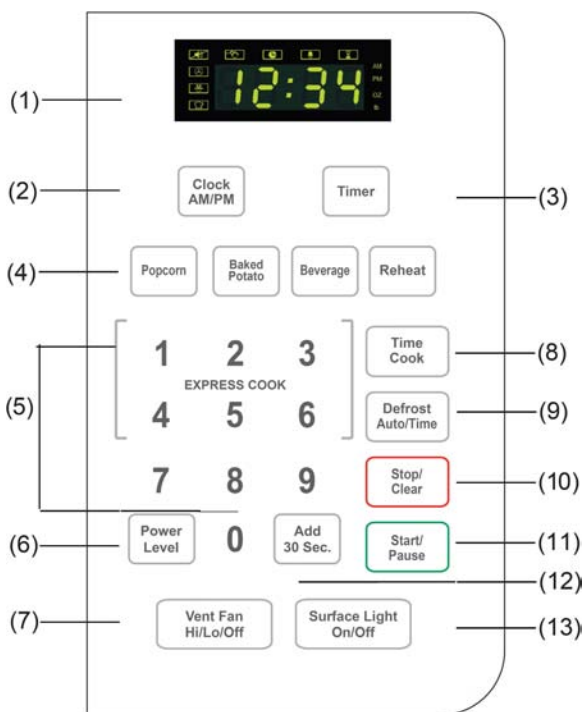 AM
12:34
PM
OZ
lb
(1)
Clock
AM/PM
Timer
(2)
(3)
Popcorn
Baked
Potato
Beverage
Reheat
(4)
1 2 3
EXPRESS COOK
4 5 6
7 8 9
0
(5)
Time
Cook
(8)
Defrost
Auto/Time
(9)
Stop/
Clear
(10)
Power
Level
(6)
Add
30 Sec.
Start/
Pause
(11)
(12)
Vent Fan
Hi/Lo/Off
(7)
Surface Light
On/Off
(13)